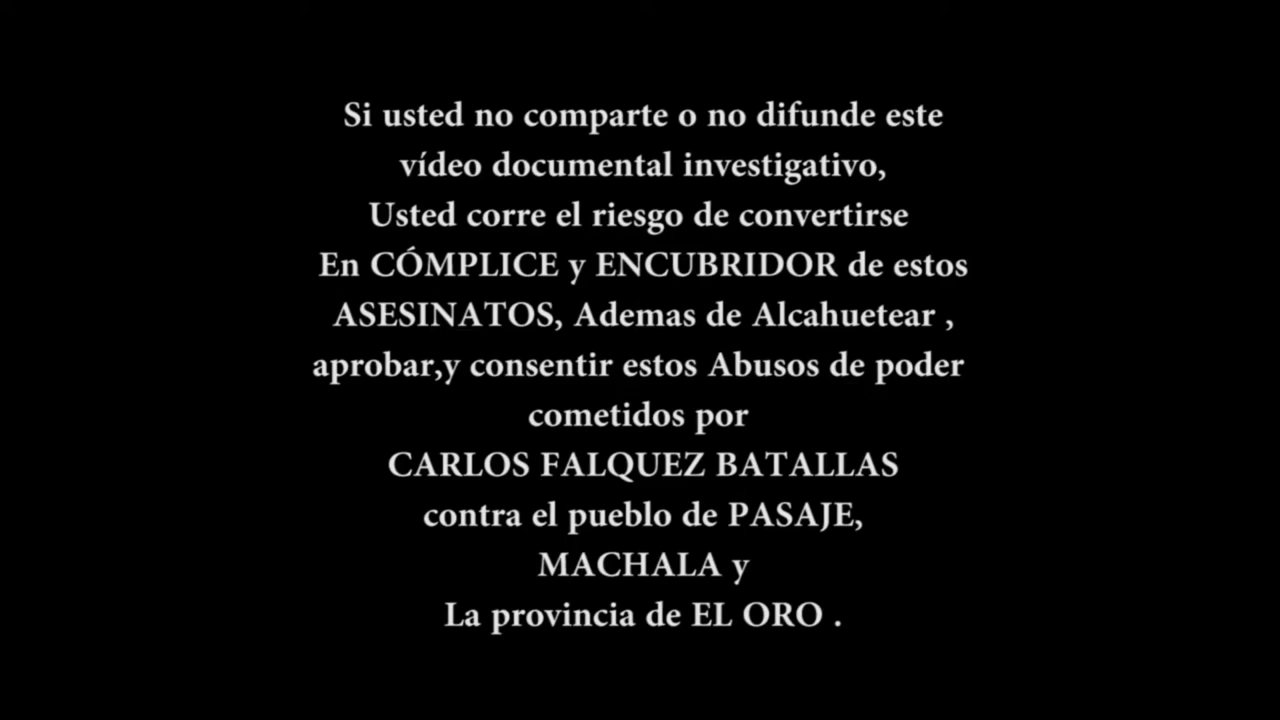 Si usted no comparte o no difunde este
vídeo documental investigativo,
Usted corre el riesgo de convertirse
En CÓMPLICE y ENCUBRIDOR de estos
ASESINATOS, Ademas de Alcahuetear ,
aprobar,y consentir estos Abusos de poder
cometidos por
CARLOS FALQUEZ BATALLAS
contra el pueblo de PASAJE,
MACHALA y
La provincia de EL ORO .